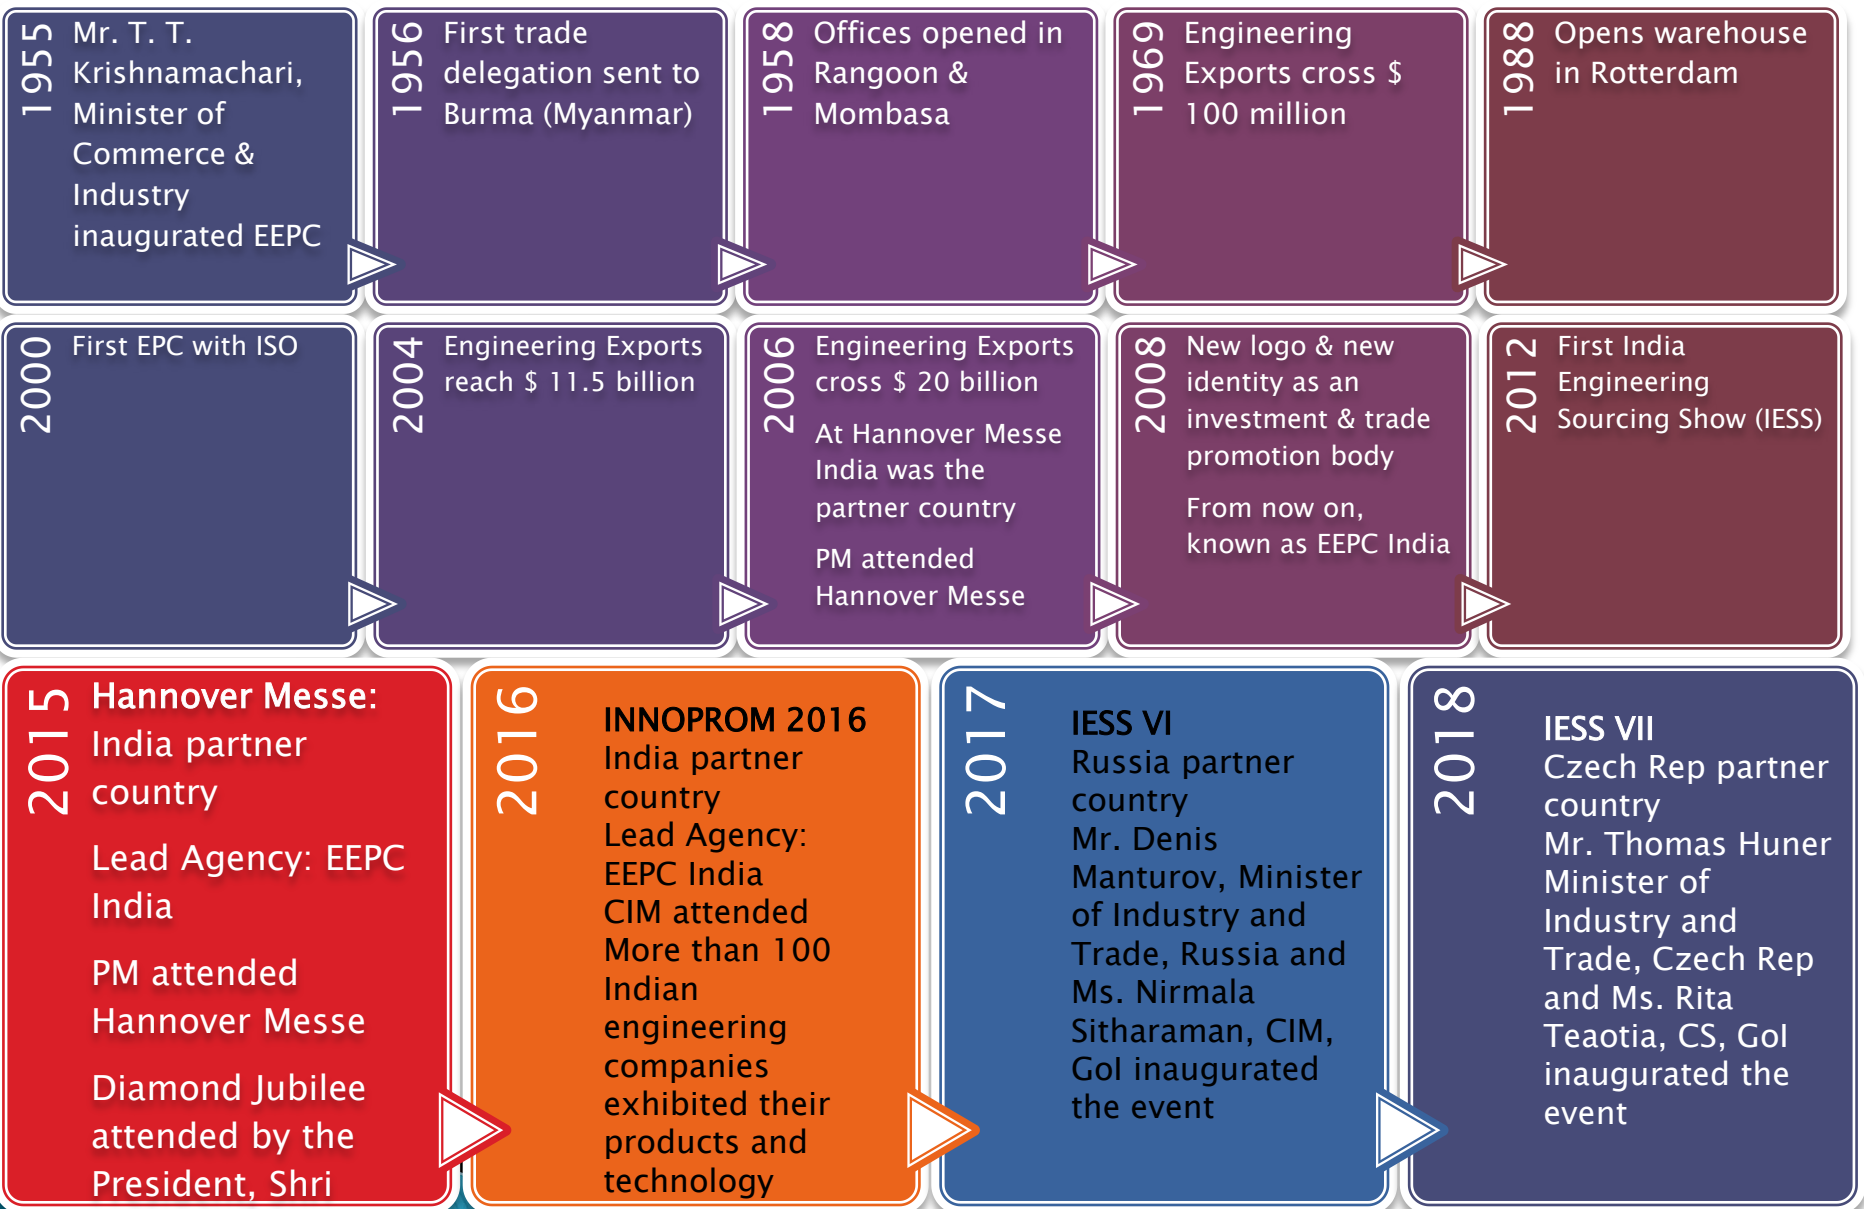 1955
Mr. T. T.
Krishnamachari,
Minister of
Commerce &
Industry
inaugurated EEPC
1956
First trade
delegation sent to
Burma (Myanmar)
1958
Offices opened in
Rangoon &
Mombasa
1969
Engineering
Exports cross $
100 million
1988
Opens warehouse
in Rotterdam
2000
First EPC with ISO
2004
Engineering Exports
reach $ 11.5 billion
2006
Engineering Exports
cross $ 20 billion
At Hannover Messe
India was the
partner country
PM attended
Hannover Messe
2008
New logo & new
identity as an
investment & trade
promotion body
From now on,
known as EEPC India
2012
First India
Engineering
Sourcing Show (IESS)
2015
Hannover Messe:
India partner
country
Lead Agency: EEPC
India
PM attended
Hannover Messe
Diamond Jubilee
attended by the
President, Shri
2016
INNOPROM 2016
India partner
country
Lead Agency:
EEPC India
CIM attended
More than 100
Indian
engineering
companies
exhibited their
products and
technology
2017
IESS VI
Russia partner
country
Mr. Denis
Manturov, Minister
of Industry and
Trade, Russia and
Ms. Nirmala
Sitharaman, CIM,
GoI inaugurated
the event
2018
IESS VII
Czech Rep partner
country
Mr. Thomas Huner
Minister of
Industry and
Trade, Czech Rep
and Ms. Rita
Teaotia, CS, GoI
inaugurated the
event